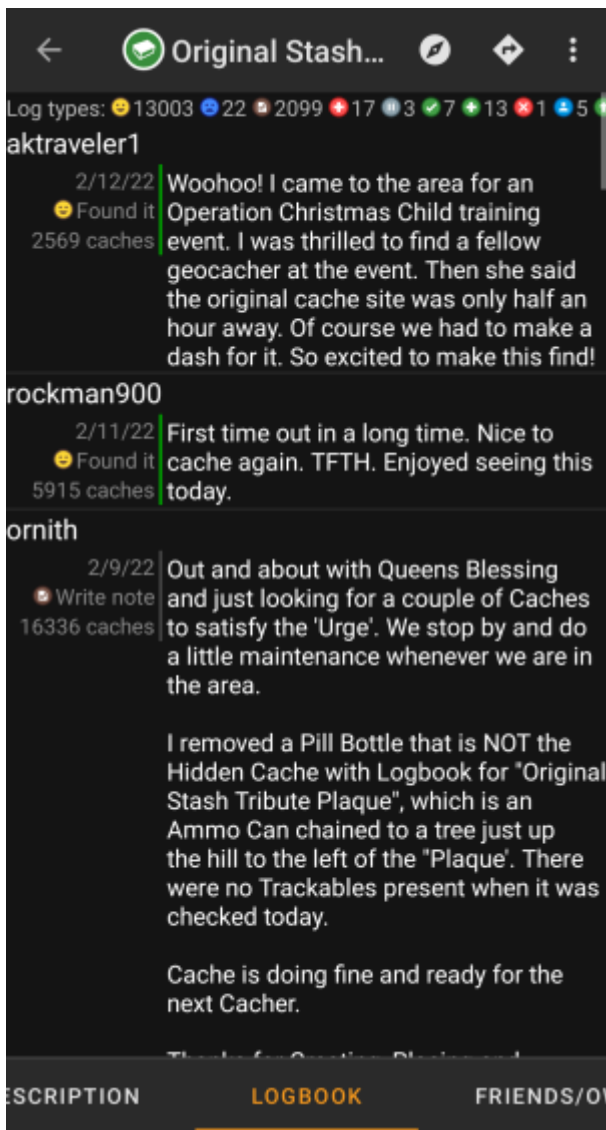 Original Stash...
Log types: 13003 22 2099 17 3 7 13 1 5
aktraveler1
2/12/22
Found it
2569 caches
Woohoo! I came to the area for an
Operation Christmas Child training
event. I was thrilled to find a fellow
geocacher at the event. Then she said
the original cache site was only half an
hour away. Of course we had to make a
dash for it. So excited to make this find!
rockman900
2/11/22
Found it
5915 caches
First time out in a long time. Nice to
cache again. TFTH. Enjoyed seeing this
today.
ornith
2/9/22
Write note
16336 caches
Out and about with Queens Blessing
and just looking for a couple of Caches
to satisfy the 'Urge'. We stop by and do
a little maintenance whenever we are in
the area.
I removed a Pill Bottle that is NOT the
Hidden Cache with Logbook for "Original
Stash Tribute Plaque", which is an
Ammo Can chained to a tree just up
the hill to the left of the "Plaque'. There
were no Trackables present when it was
checked today.
Cache is doing fine and ready for the
next Cacher.
ESCRIPTION
LOGBOOK
FRIENDS/OW